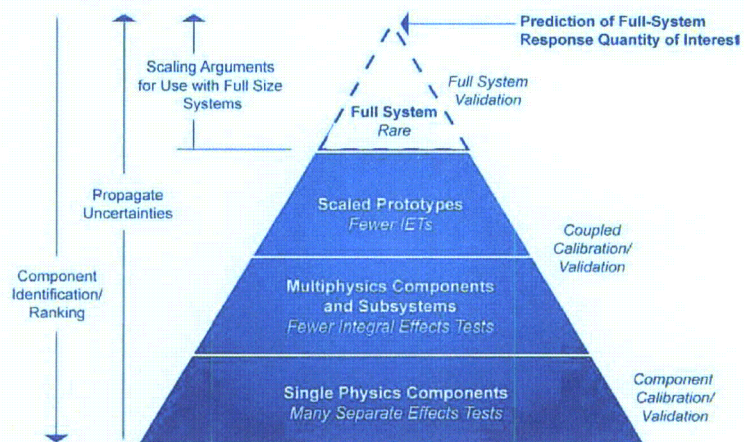 Prediction of Full-System
Response Quantity of Interest
Scaling Arguments
for Use with Full Size
Systems
Full System
Validation
Full System
Rare
Propagate
Uncertainties
Scaled Prototypes
Fewer IETs
Coupled
Calibration/
Validation
Component
Identification/
Ranking
Multiphysics Components
and Subsystems
Fewer Integral Effects Tests
Single Physics Components
Many Separate Effects Tests
Component
Calibration/
Validation